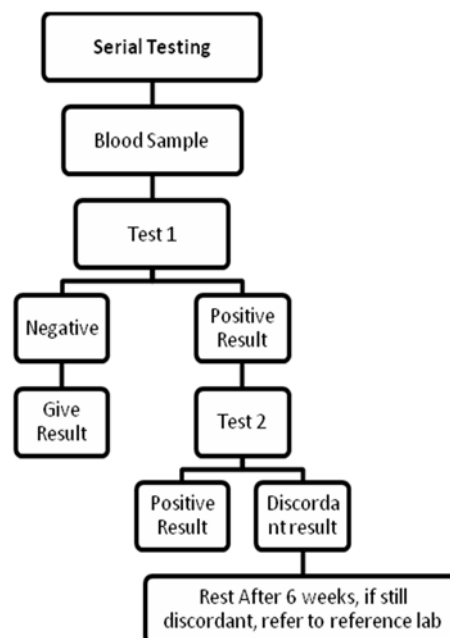 Serial Testing
Blood Sample
Test 1
Negative
Positive
Result
Give
Result
Test 2
Positive
Result
Discorda
nt result
Rest After 6 weeks, if still
discordant, refer to reference lab